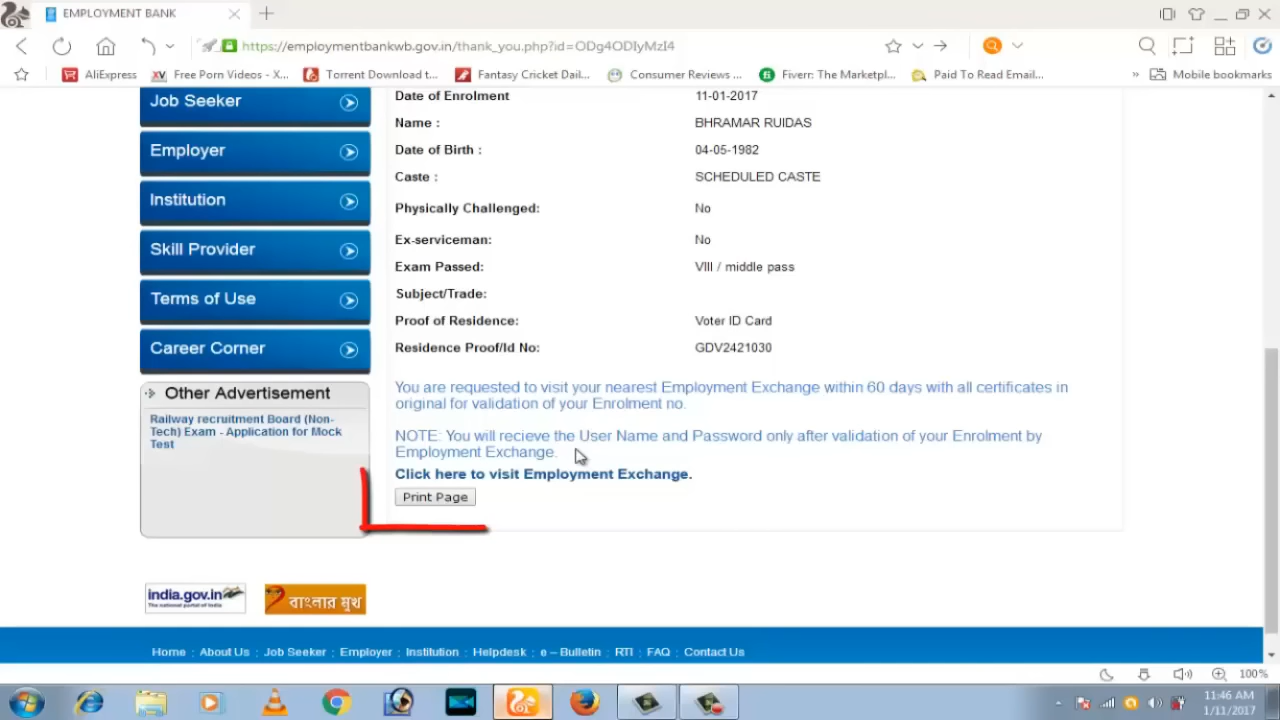 EMPLOYMENT BANK
https://employmentbankwb.gov.in/thank_you.php?id=ODg4ODIyMzI4
AliExpress
Free Porn Videos - X...
Torrent Download t...
Fantasy Cricket Dail...
Consumer Reviews ...
Fiverr: The Marketpl...
Paid To Read Email...
» Mobile bookmarks
Job Seeker
Employer
Institution
Skill Provider
Terms of Use
Career Corner
Other Advertisement
Railway recruitment Board (Non-
Tech) Exam - Application for Mock
Test
Date of Enrolment 11-01-2017
Name : BHRAMAR RUIDAS
Date of Birth : 04-05-1982
Caste : SCHEDULED CASTE
Physically Challenged: No
Ex-serviceman: No
Exam Passed: VIII / middle pass
Subject/Trade:
Proof of Residence: Voter ID Card
Residence Proof/Id No: GDV2421030
You are requested to visit your nearest Employment Exchange within 60 days with all certificates in
original for validation of your Enrolment no.
NOTE: You will recieve the User Name and Password only after validation of your Enrolment by
Employment Exchange.
Click here to visit Employment Exchange.
Print Page
india.gov.in
The national portal of India
বাংলার মুখ
Home : About Us : Job Seeker : Employer : Institution : Helpdesk : e – Bulletin : RTI : FAQ : Contact Us
100%
11:46 AM
1/11/2017